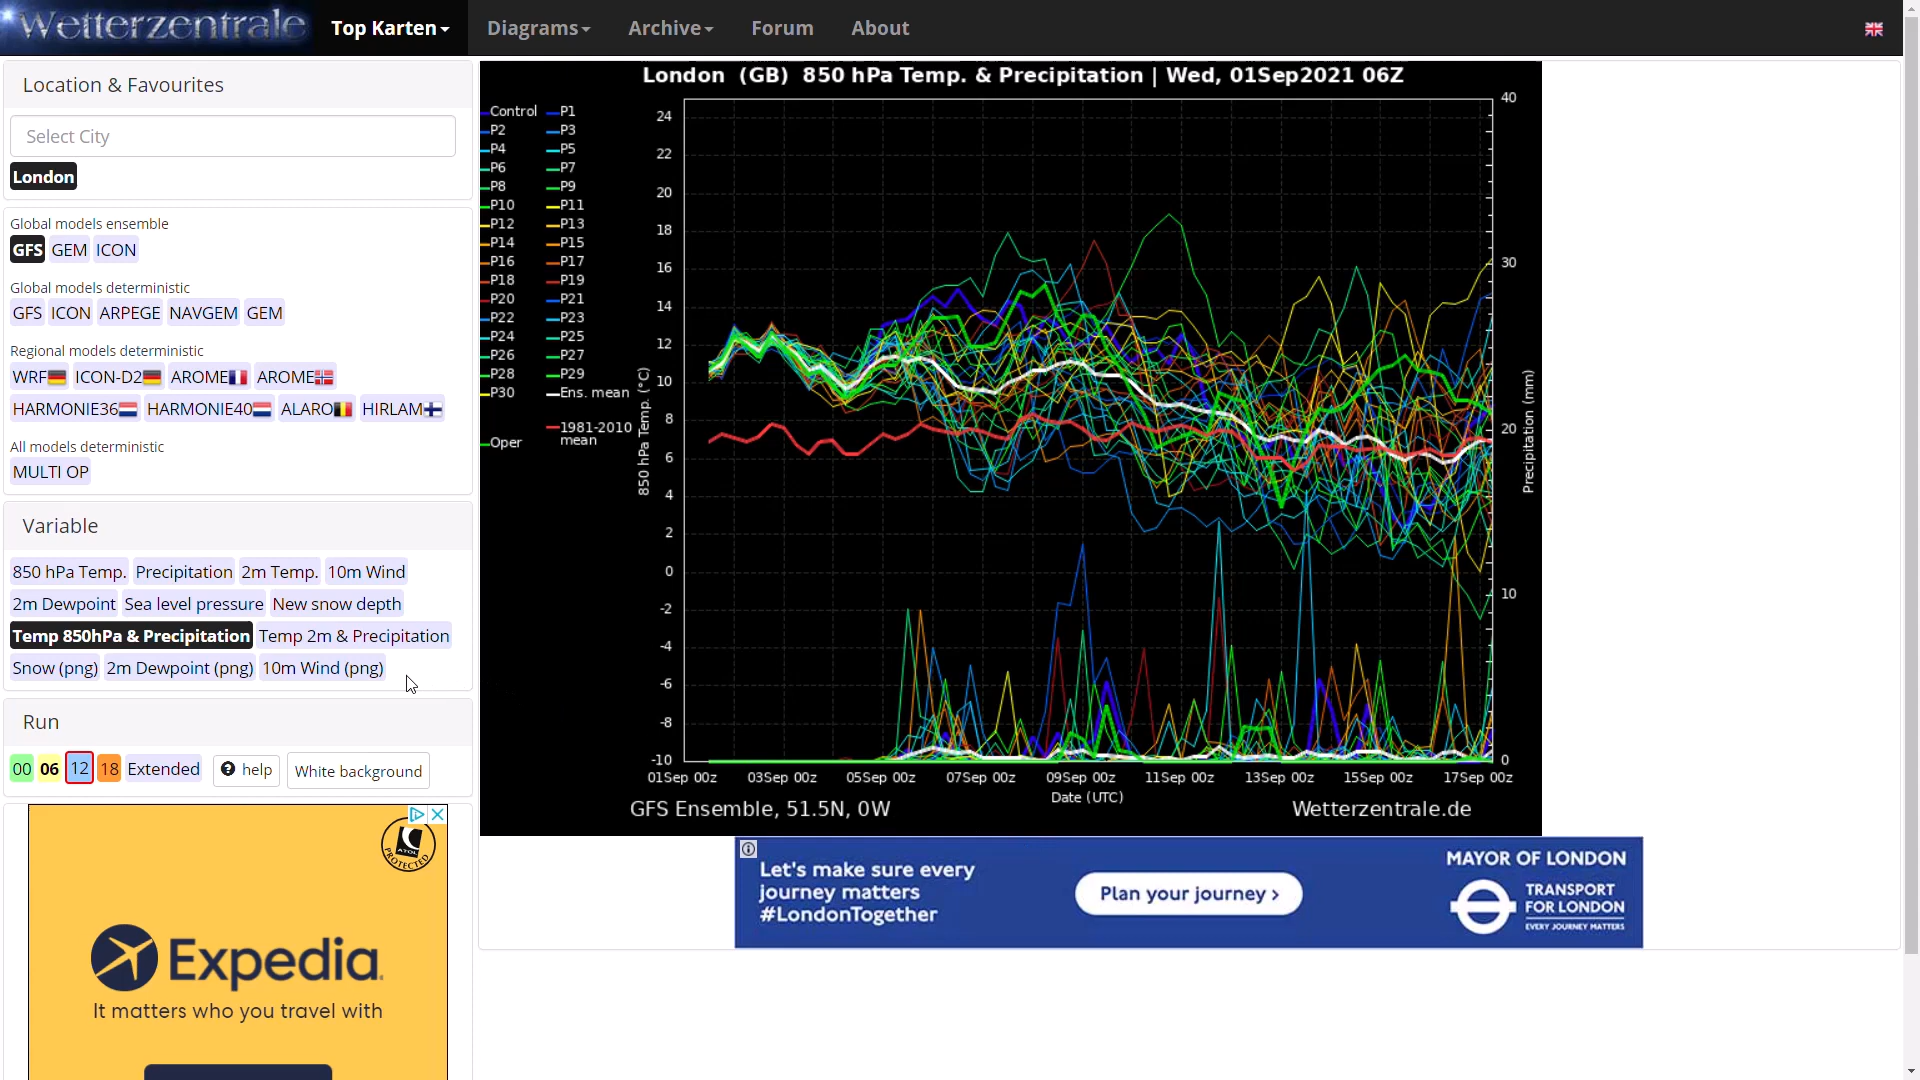 Wetterzentrale
Top Karten
Diagrams
Archive
Forum
About
Location & Favourites
Select City
London
Global models ensemble
GFS GEM ICON
Global models deterministic
GFS ICON ARPEGE NAVGEM GEM
Regional models deterministic
WRF ICON-D2 AROME AROME
HARMONIE36 HARMONIE40 ALARO HIRLAM
All models deterministic
MULTI OP
Variable
850 hPa Temp. Precipitation 2m Temp. 10m Wind
2m Dewpoint Sea level pressure New snow depth
Temp 850hPa & Precipitation Temp 2m & Precipitation
Snow (png) 2m Dewpoint (png) 10m Wind (png)
Run
00 06 12 18 Extended help White background
ATOL
PROTECTED
Expedia
It matters who you travel with
London (GB) 850 hPa Temp. & Precipitation | Wed, 01Sep2021 06Z
Control P1
P2 P3
P4 P5
P6 P7
P8 P9
P10 P11
P12 P13
P14 P15
P16 P17
P18 P19
P20 P21
P22 P23
P24 P25
P26 P27
P28 P29
P30 Ens. mean
Oper 1981-2010
mean
850 hPa Temp. (°C)
24
22
20
18
16
14
12
10
8
6
4
2
0
-2
-4
-6
-8
-10
40
30
20
10
0
Precipitation (mm)
01Sep 00z 03Sep 00z 05Sep 00z 07Sep 00z 09Sep 00z 11Sep 00z 13Sep 00z 15Sep 00z 17Sep 00z
Date (UTC)
GFS Ensemble, 51.5N, 0W
Wetterzentrale.de
Let's make sure every
journey matters
#LondonTogether
Plan your journey >
MAYOR OF LONDON
TRANSPORT
FOR LONDON
EVERY JOURNEY MATTERS